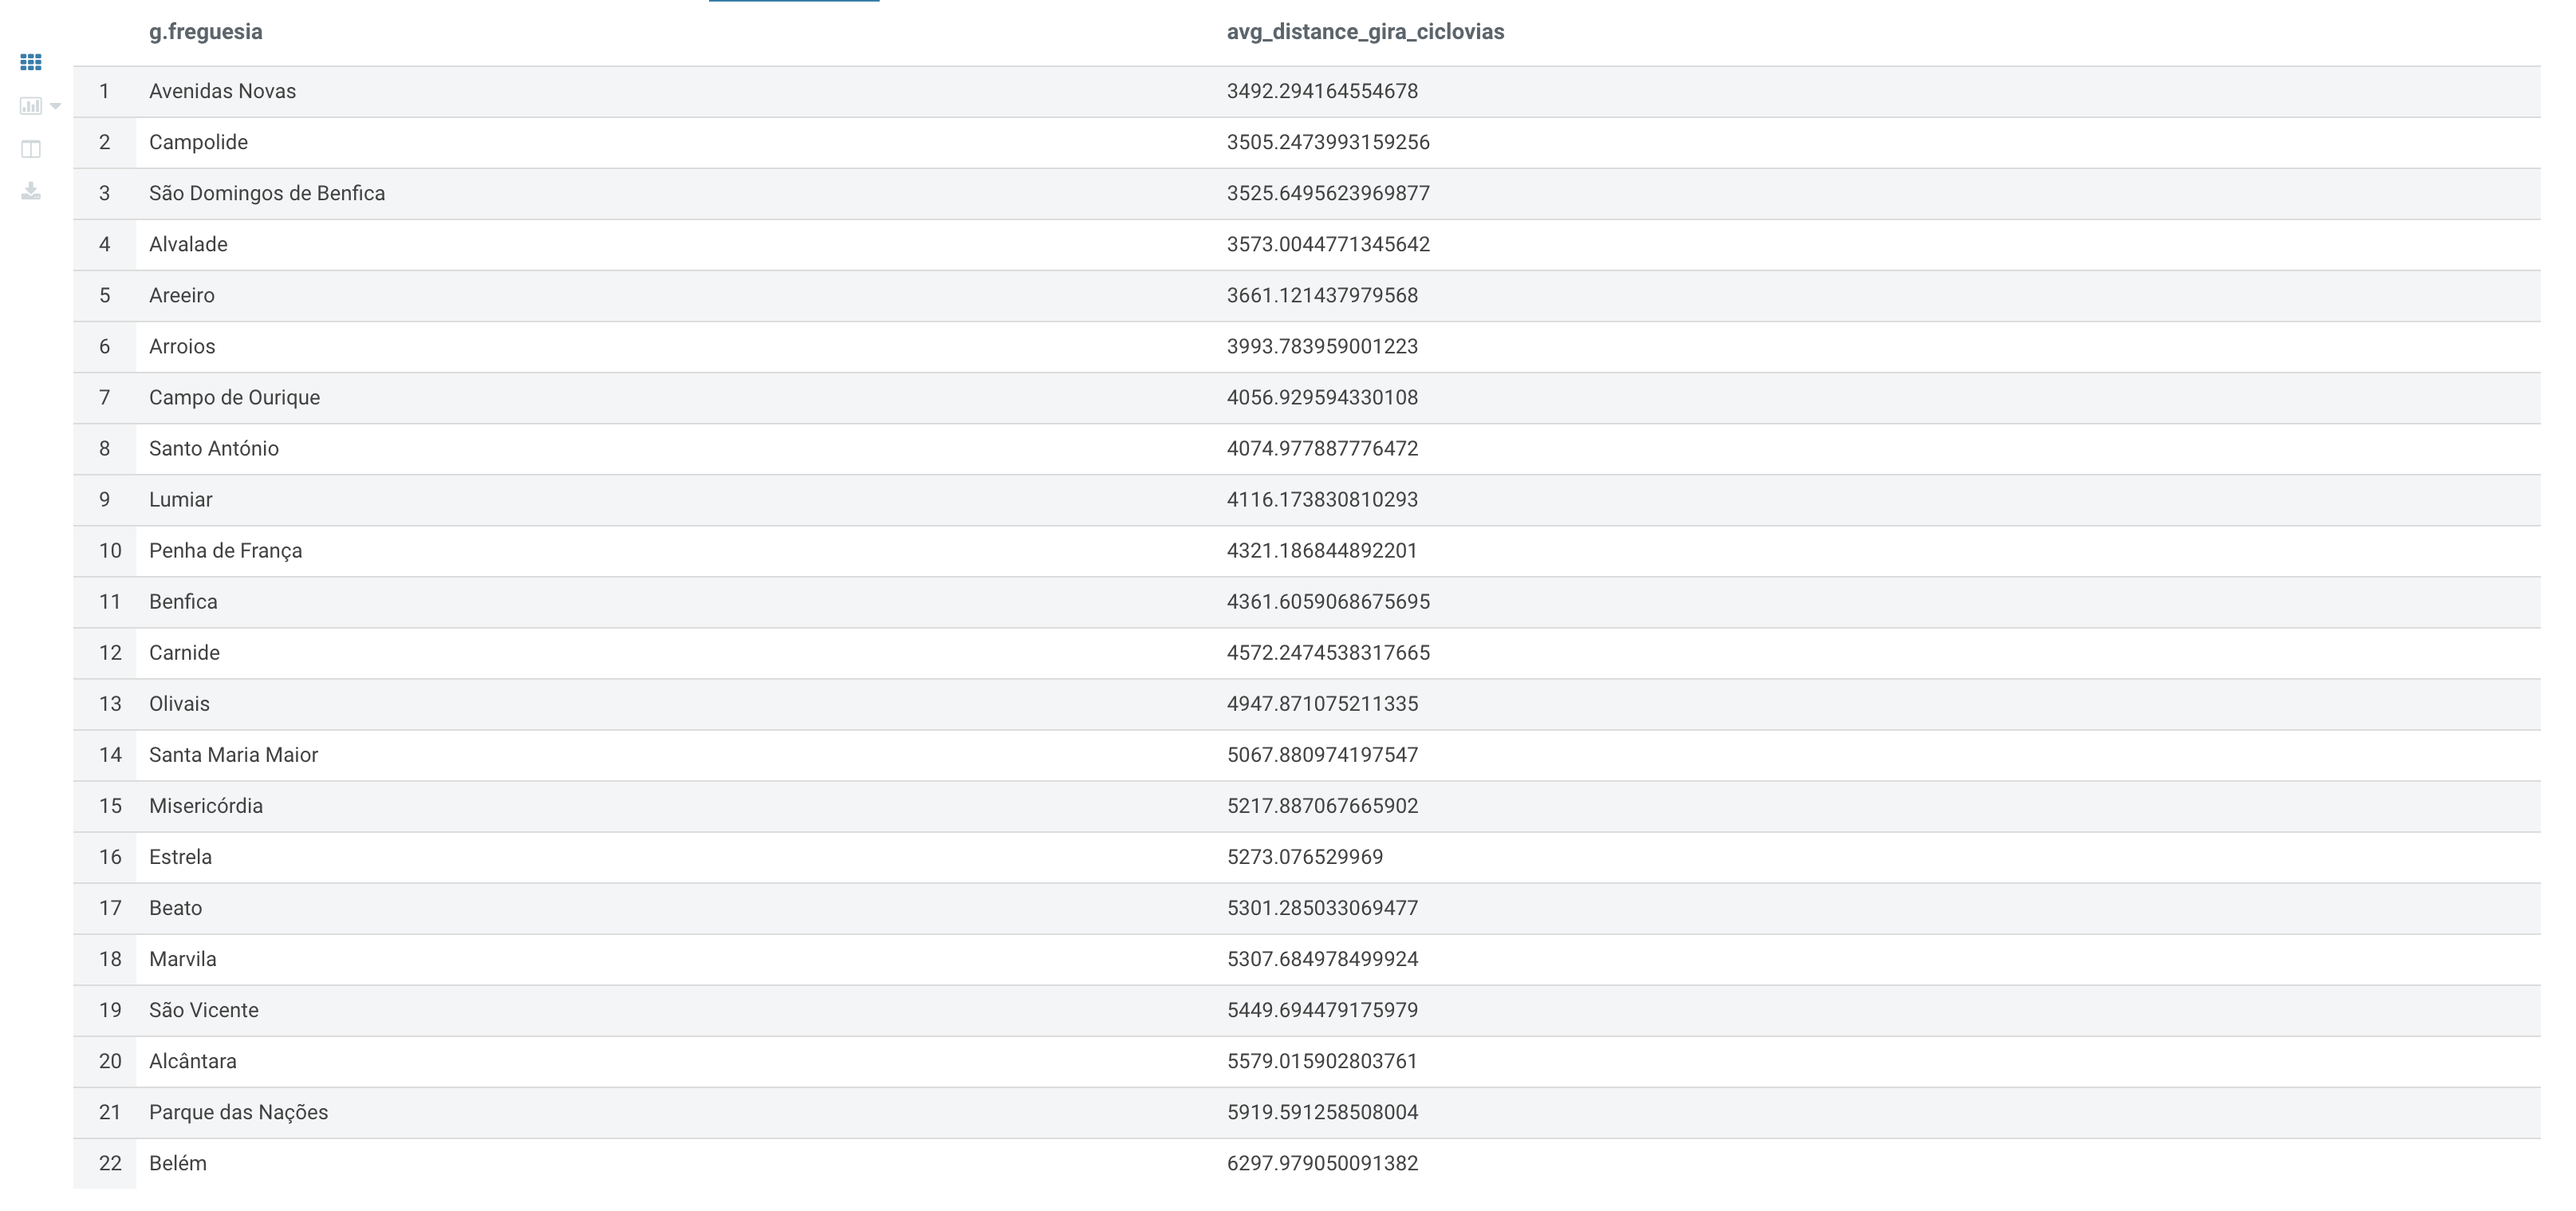 g.freguesia avg_distance_gira_ciclovias
1 Avenidas Novas 3492.294164554678
2 Campolide 3505.2473993159256
3 São Domingos de Benfica 3525.6495623969877
4 Alvalade 3573.0044771345642
5 Areeiro 3661.121437979568
6 Arroios 3993.783959001223
7 Campo de Ourique 4056.929594330108
8 Santo António 4074.977887776472
9 Lumiar 4116.173830810293
10 Penha de França 4321.186844892201
11 Benfica 4361.6059068675695
12 Carnide 4572.2474538317665
13 Olivais 4947.871075211335
14 Santa Maria Maior 5067.880974197547
15 Misericórdia 5217.887067665902
16 Estrela 5273.076529969
17 Beato 5301.285033069477
18 Marvila 5307.684978499924
19 São Vicente 5449.694479175979
20 Alcântara 5579.015902803761
21 Parque das Nações 5919.591258508004
22 Belém 6297.979050091382